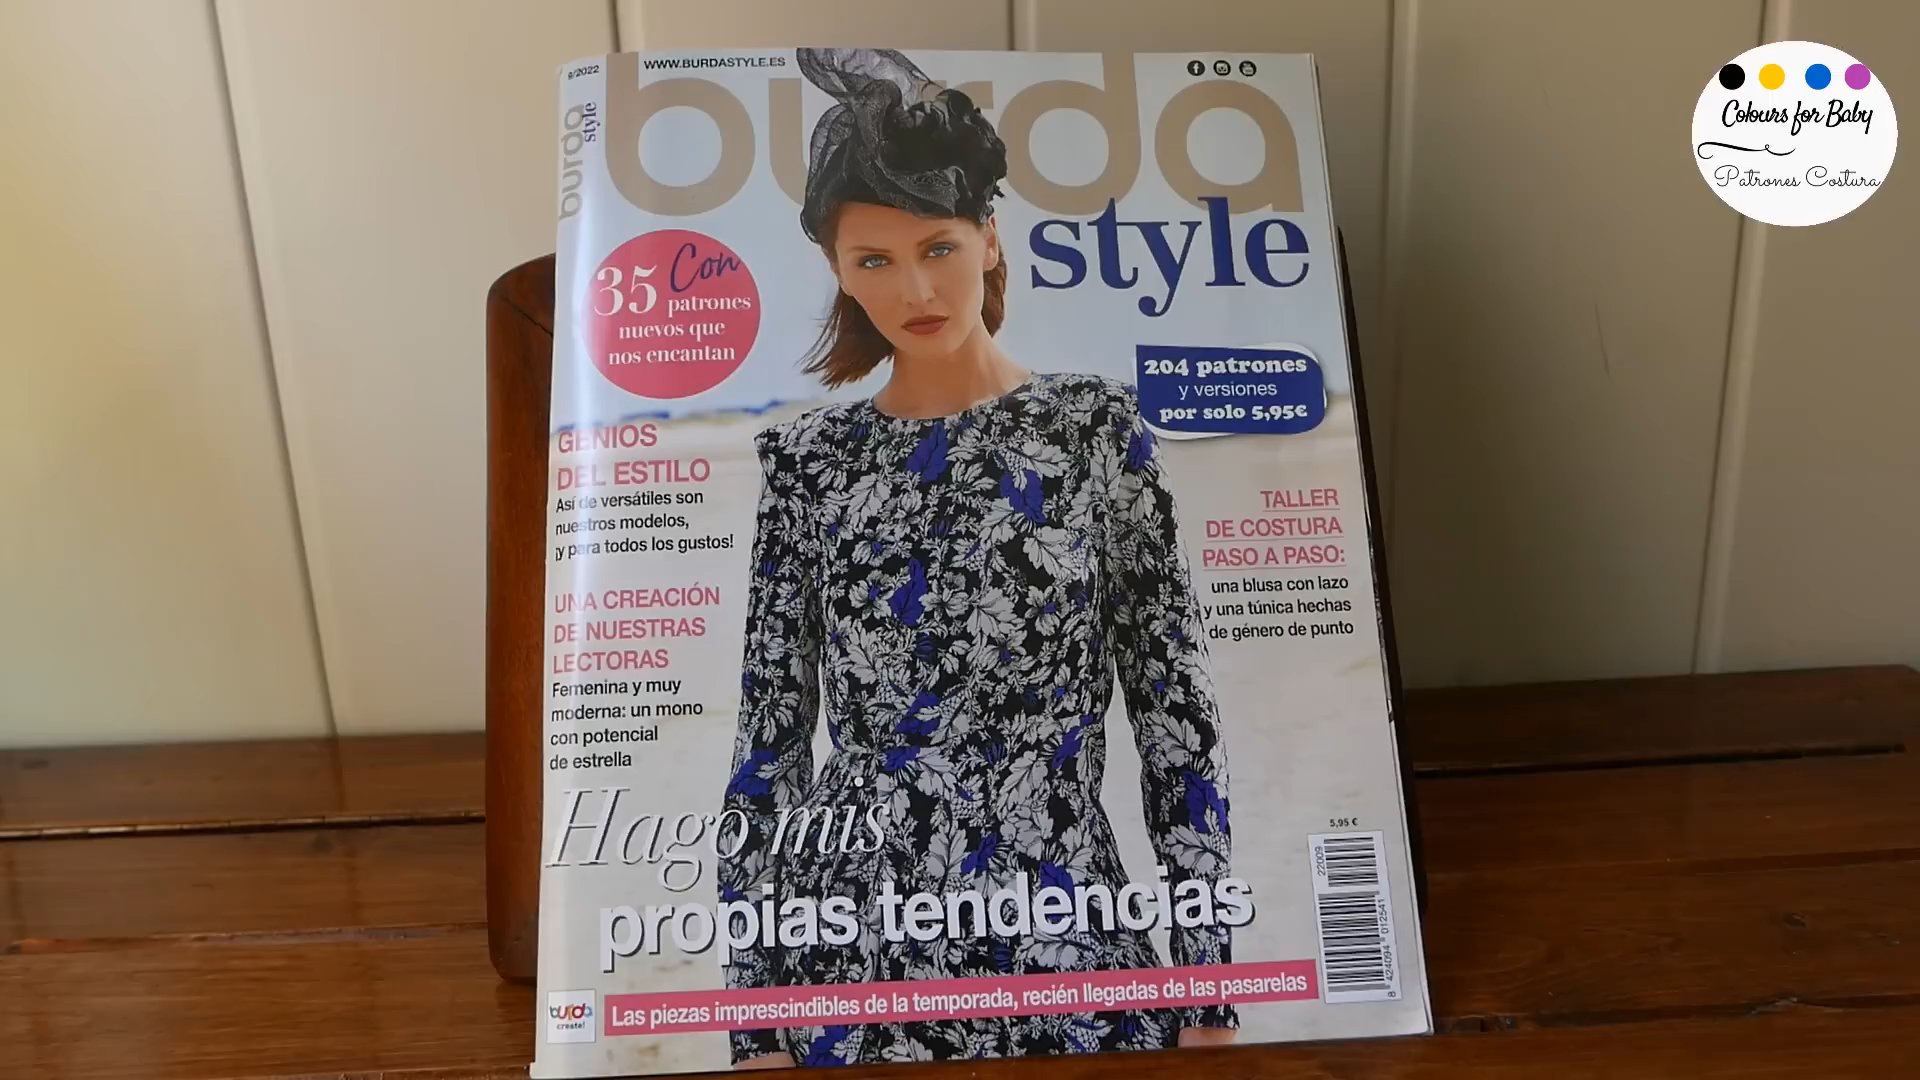 9/2022
burda style
WWW.BURDASTYLE.ES
burda
style
Con
35 patrones
nuevos que
nos encantan
204 patrones
y versiones
por solo 5,95€
GENIOS
DEL ESTILO
Así de versátiles son
nuestros modelos,
¡y para todos los gustos!
UNA CREACIÓN
DE NUESTRAS
LECTORAS
Femenina y muy
moderna: un mono
con potencial
de estrella
TALLER
DE COSTURA
PASO A PASO:
una blusa con lazo
y una túnica hechas
de género de punto
Hago mis
propias tendencias
Las piezas imprescindibles de la temporada, recién llegadas de las pasarelas
burda
create!
5,95 €
22009
8 424094 012541
Colours for Baby
Patrones Costura